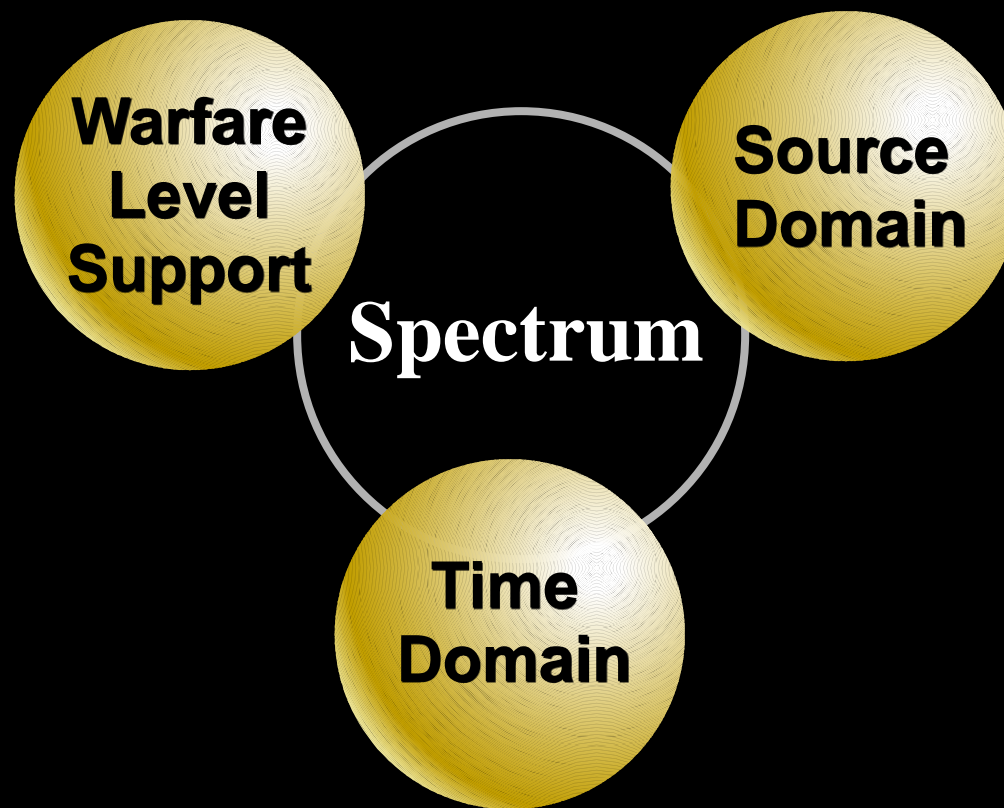 Warfare
Level
Support
Source
Domain
Spectrum
Time
Domain